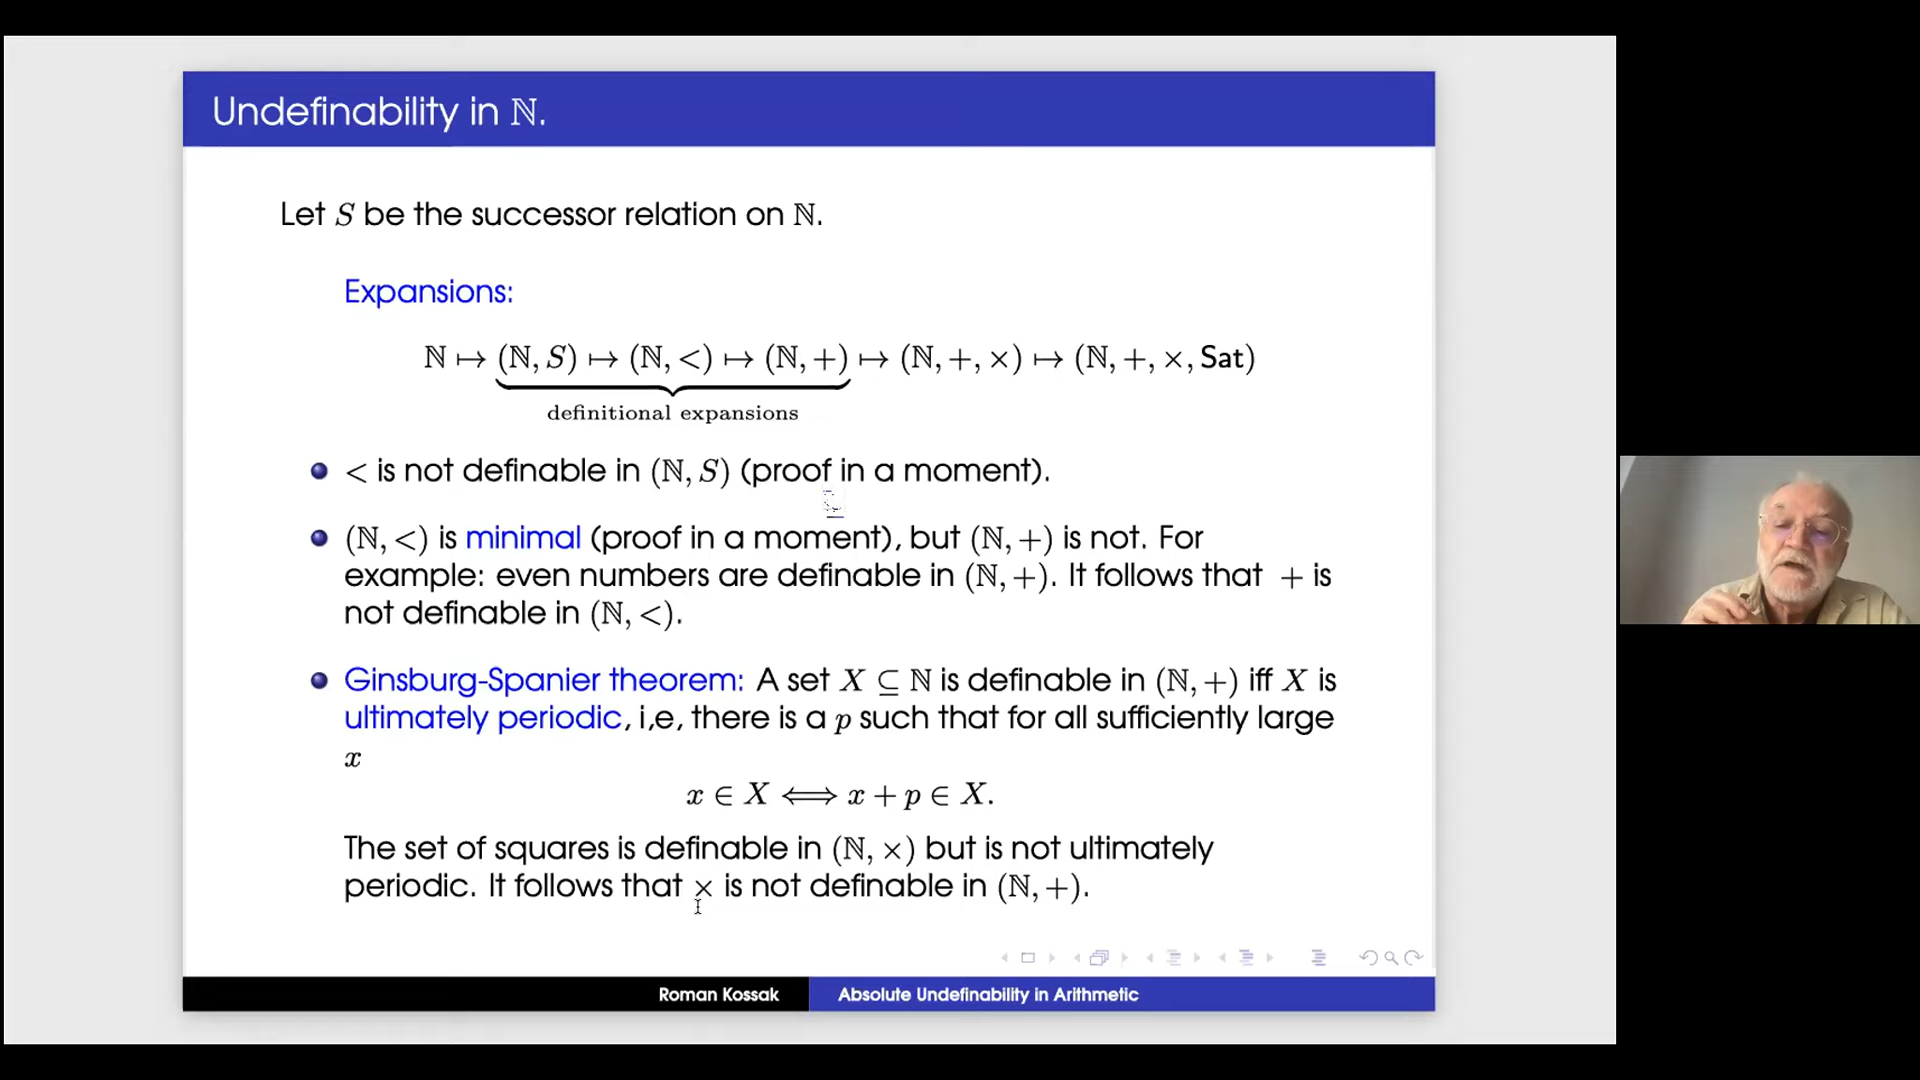 Undefinability in ℕ.
Let S be the successor relation on ℕ.
Expansions:
ℕ ↦ (ℕ, S) ↦ (ℕ, <) ↦ (ℕ, +) ↦ (ℕ, +, ×) ↦ (ℕ, +, ×, Sat)
definitional expansions
< is not definable in (ℕ, S) (proof in a moment).
(ℕ, <) is minimal (proof in a moment), but (ℕ, +) is not. For
example: even numbers are definable in (ℕ, +). It follows that + is
not definable in (ℕ, <).
Ginsburg-Spanier theorem: A set X ⊆ ℕ is definable in (ℕ, +) iff X is
ultimately periodic, i,e, there is a p such that for all sufficiently large
x
x ∈ X ⟺ x + p ∈ X.
The set of squares is definable in (ℕ, ×) but is not ultimately
periodic. It follows that × is not definable in (ℕ, +).
Roman Kossak
Absolute Undefinability in Arithmetic